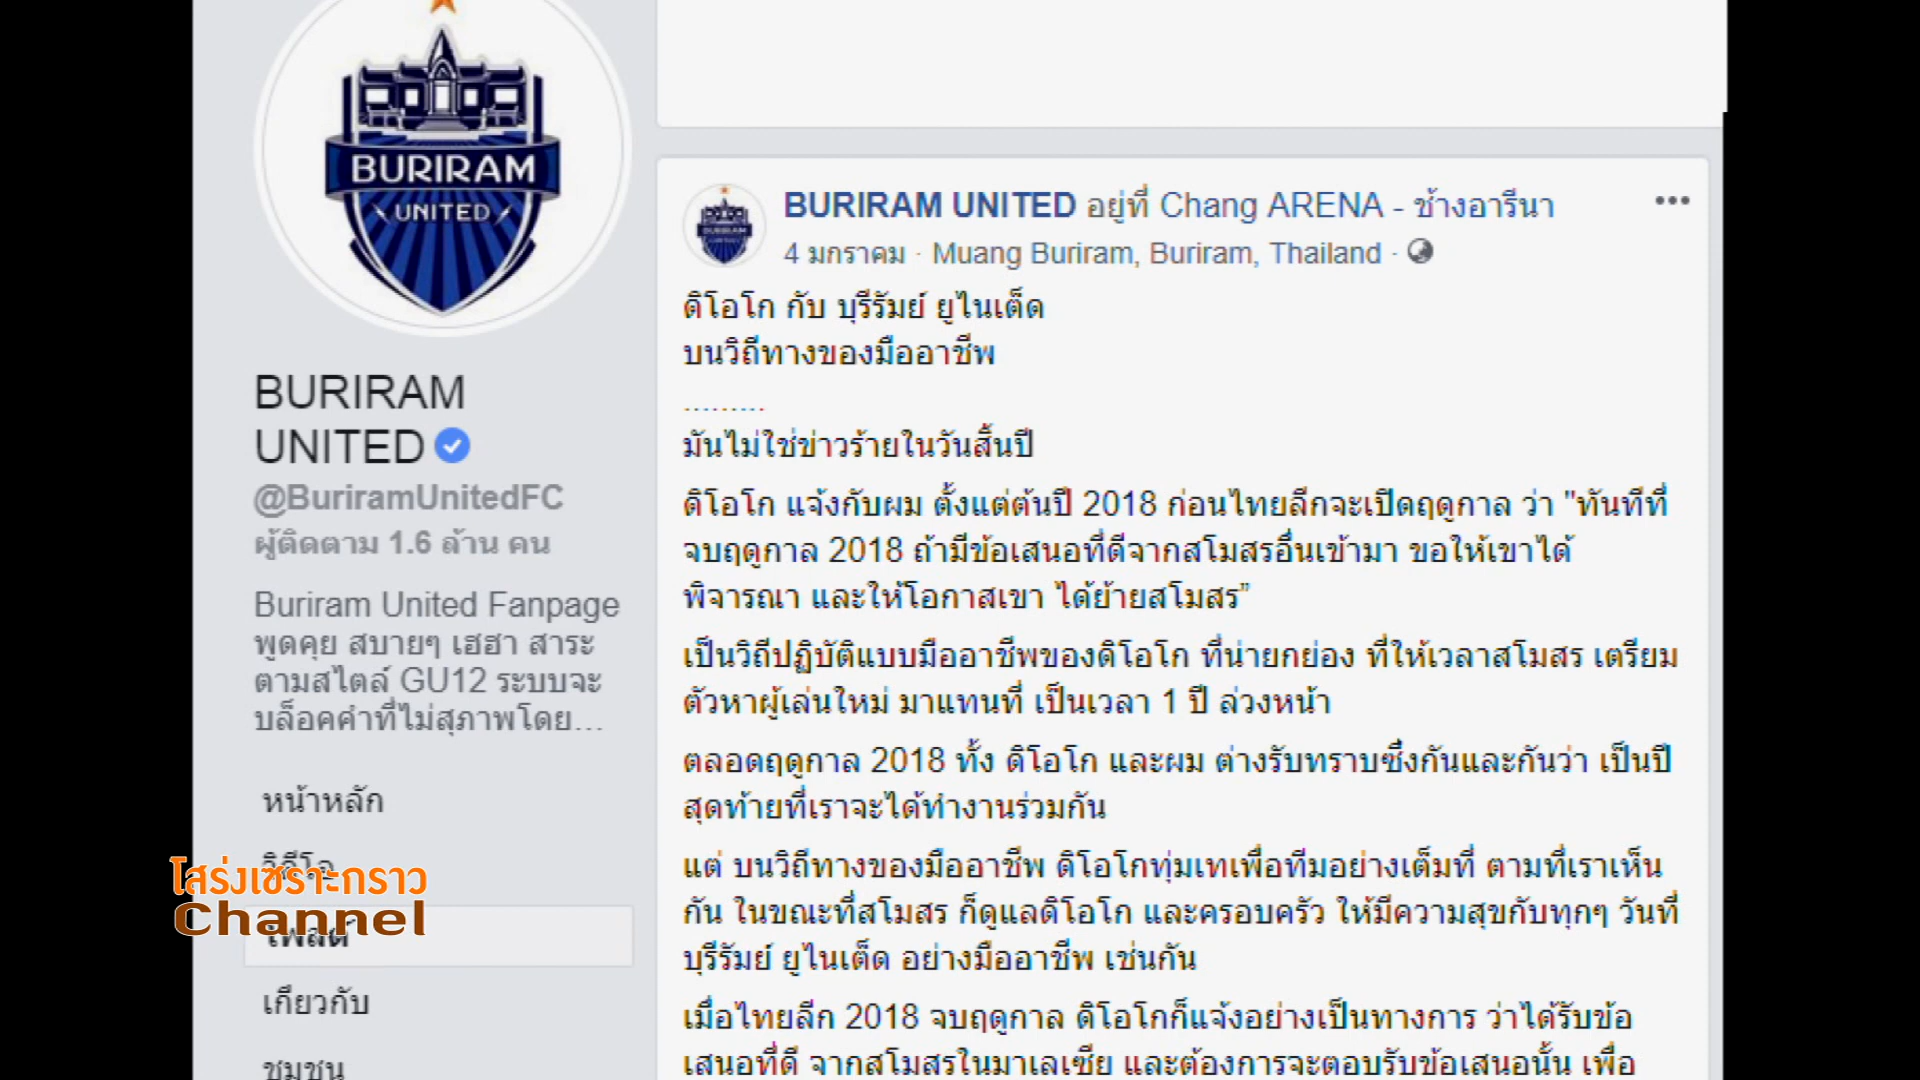 BURIRAM
UNITED
BURIRAM
UNITED
@BuriramUnitedFC
ผู้ติดตาม 1.6 ล้าน คน
Buriram United Fanpage
พูดคุย สบายๆ เฮฮา สาระ
ตามสไตล์ GU12 ระบบจะ
บล็อคคำที่ไม่สุภาพโดย...
หน้าหลัก
วิดีโอ
โพสต์
เกี่ยวกับ
ชุมชน
โสร่งเซราะกราว
Channel
BURIRAM UNITED อยู่ที่ Chang ARENA - ช้างอารีนา
4 มกราคม · Muang Buriram, Buriram, Thailand ·
ดิโอโก กับ บุรีรัมย์ ยูไนเต็ด
บนวิถีทางของมืออาชีพ
.........
มันไม่ใช่ข่าวร้ายในวันสิ้นปี
ดิโอโก แจ้งกับผม ตั้งแต่ต้นปี 2018 ก่อนไทยลีกจะเปิดฤดูกาล ว่า "ทันทีที่
จบฤดูกาล 2018 ถ้ามีข้อเสนอที่ดีจากสโมสรอื่นเข้ามา ขอให้เขาได้
พิจารณา และให้โอกาสเขา ได้ย้ายสโมสร”
เป็นวิถีปฏิบัติแบบมืออาชีพของดิโอโก ที่น่ายกย่อง ที่ให้เวลาสโมสร เตรียม
ตัวหาผู้เล่นใหม่ มาแทนที่ เป็นเวลา 1 ปี ล่วงหน้า
ตลอดฤดูกาล 2018 ทั้ง ดิโอโก และผม ต่างรับทราบซึ่งกันและกันว่า เป็นปี
สุดท้ายที่เราจะได้ทำงานร่วมกัน
แต่ บนวิถีทางของมืออาชีพ ดิโอโกทุ่มเทเพื่อทีมอย่างเต็มที่ ตามที่เราเห็น
กัน ในขณะที่สโมสร ก็ดูแลดิโอโก และครอบครัว ให้มีความสุขกับทุกๆ วันที่
บุรีรัมย์ ยูไนเต็ด อย่างมืออาชีพ เช่นกัน
เมื่อไทยลีก 2018 จบฤดูกาล ดิโอโกก็แจ้งอย่างเป็นทางการ ว่าได้รับข้อ
เสนอที่ดี จากสโมสรในมาเลเซีย และต้องการจะตอบรับข้อเสนอนั้น เพื่อ